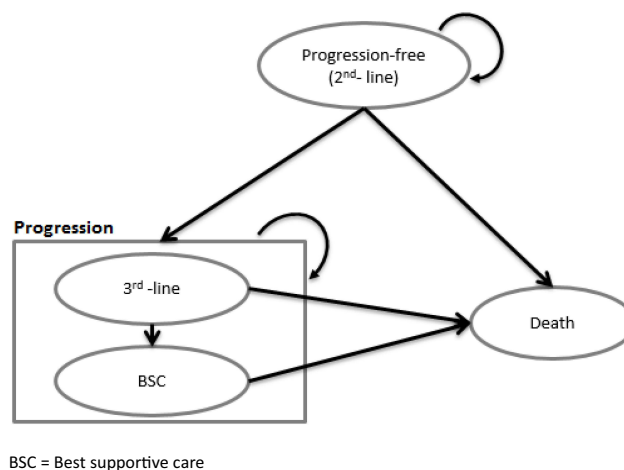 Progression-free
(2nd- line)
Progression
3rd -line
Death
BSC
BSC = Best supportive care